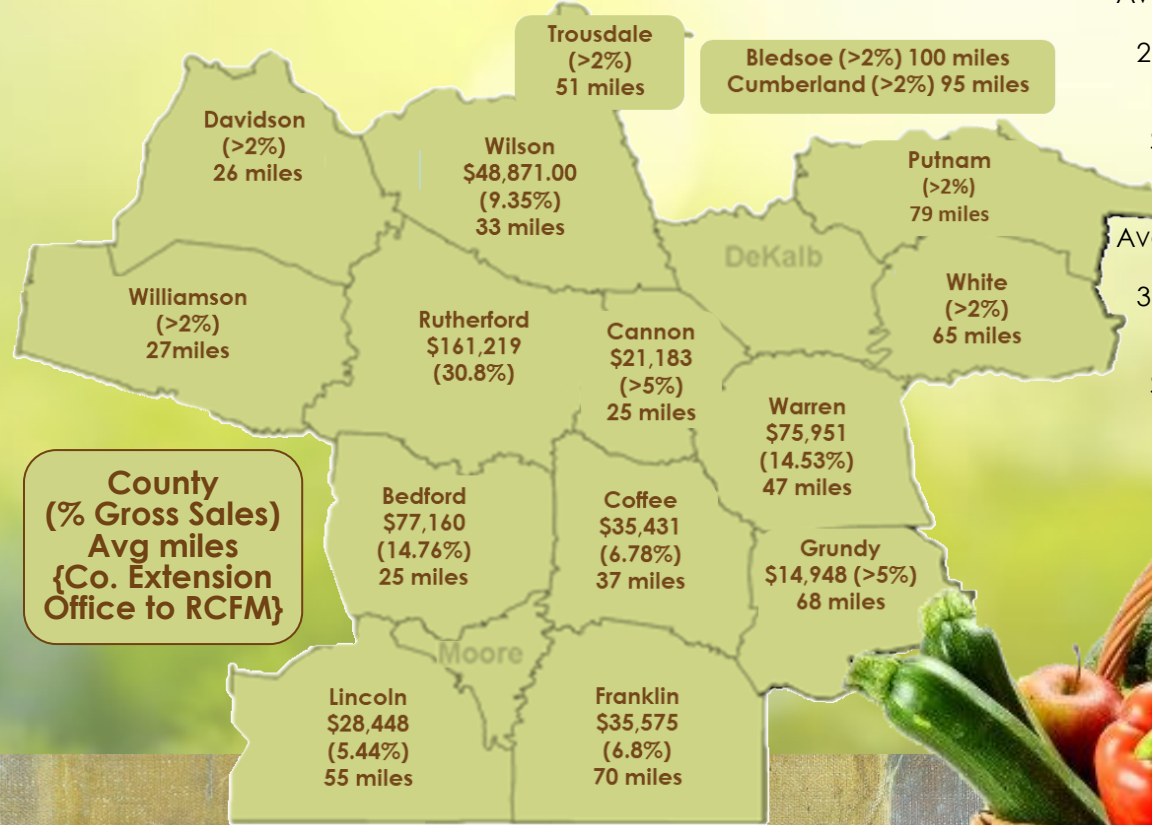 Trousdale
(>2%)
51 miles
Bledsoe (>2%) 100 miles
Cumberland (>2%) 95 miles
Davidson
(>2%)
26 miles
Wilson
$48,871.00
(9.35%)
33 miles
Putnam
(>2%)
79 miles
DeKalb
White
(>2%)
65 miles
Williamson
(>2%)
27miles
Rutherford
$161,219
(30.8%)
Cannon
$21,183
(>5%)
25 miles
Warren
$75,951
(14.53%)
47 miles
County
(% Gross Sales)
Avg miles
{Co. Extension
Office to RCFM}
Bedford
$77,160
(14.76%)
25 miles
Coffee
$35,431
(6.78%)
37 miles
Grundy
$14,948 (>5%)
68 miles
Moore
Lincoln
$28,448
(5.44%)
55 miles
Franklin
$35,575
(6.8%)
70 miles
2
3